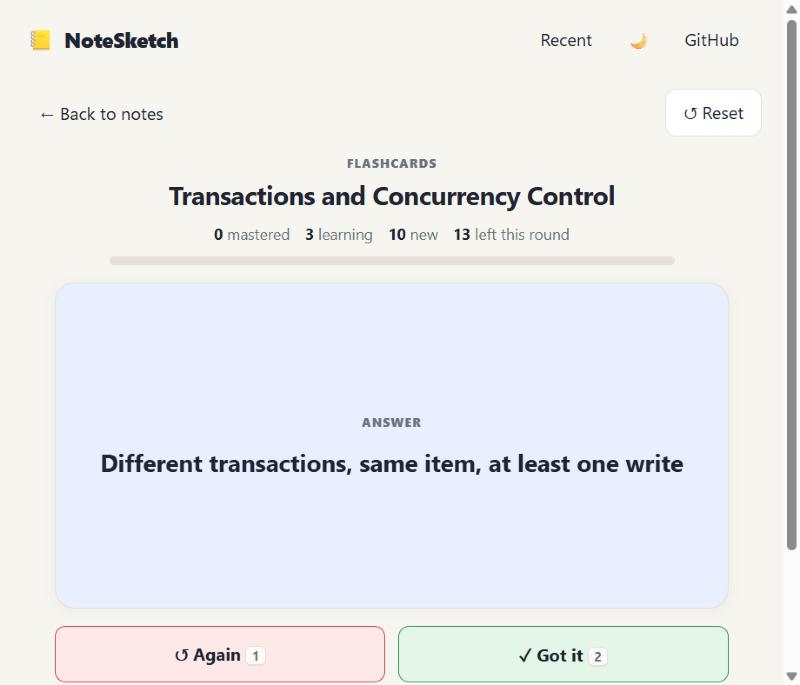 NoteSketch
Recent
GitHub
← Back to notes
↺ Reset
FLASHCARDS
Transactions and Concurrency Control
0 mastered 3 learning 10 new 13 left this round
ANSWER
Different transactions, same item, at least one write
↺ Again 1
✓ Got it 2